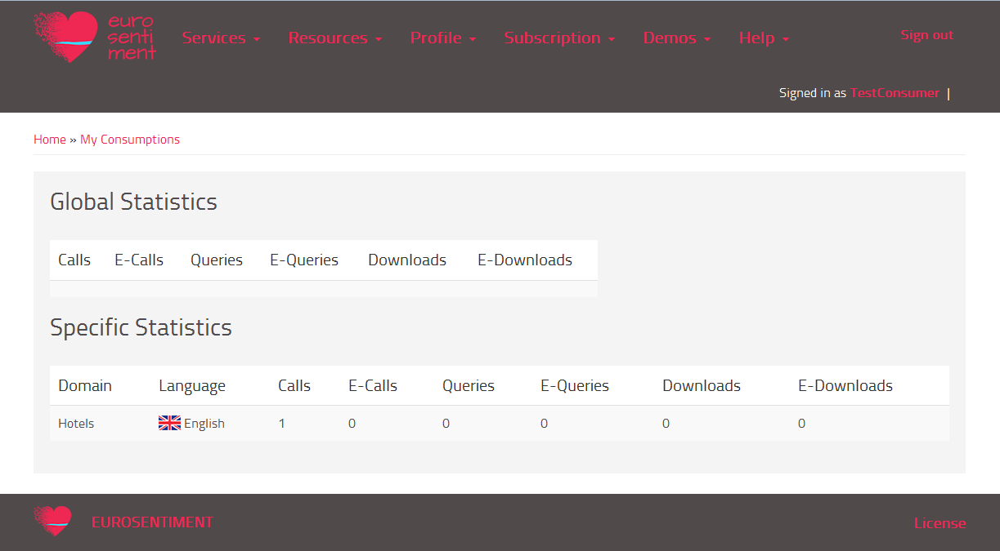 euro
senti
ment
Services Resources Profile Subscription Demos Help Sign out
Signed in as TestConsumer |
Home » My Consumptions
Global Statistics
Calls E-Calls Queries E-Queries Downloads E-Downloads
Specific Statistics
Domain Language Calls E-Calls Queries E-Queries Downloads E-Downloads
Hotels English 1 0 0 0 0 0
EUROSENTIMENT License